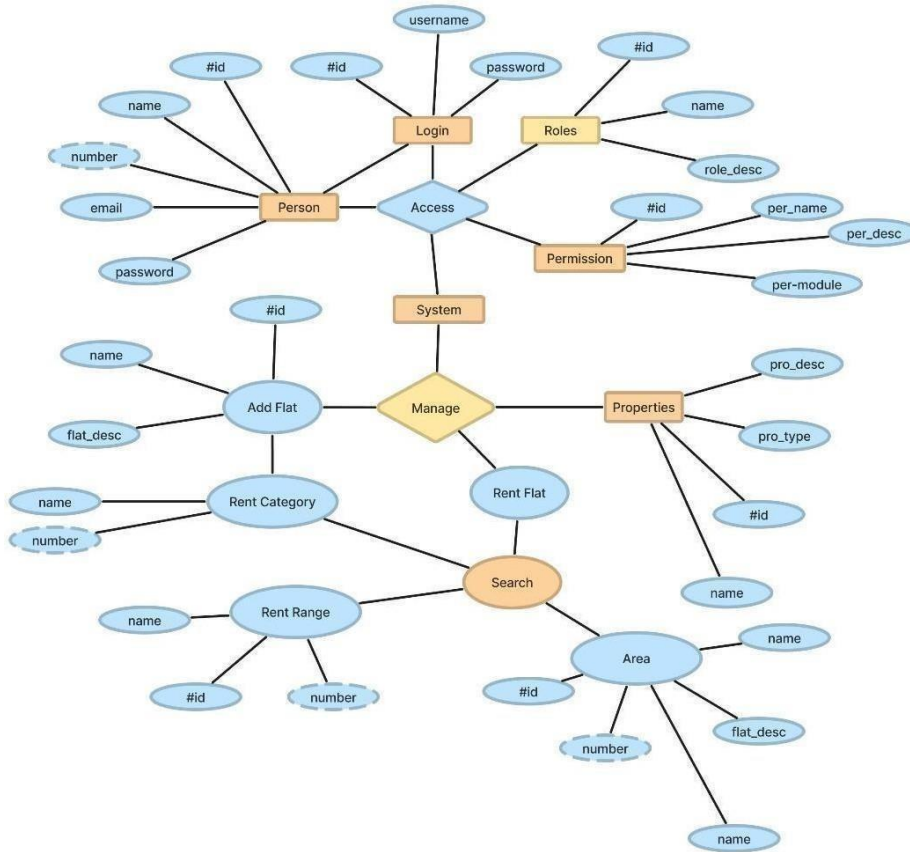 username
#id
#id
#id
password
name
name
Login
Roles
number
role_desc
#id
per_name
email
Person
Access
per_desc
Permission
password
per-module
#id
System
name
pro_desc
Add Flat
Manage
Properties
flat_desc
pro_type
name
Rent Category
Rent Flat
#id
number
Search
name
name
Rent Range
name
Area
#id
number
#id
flat_desc
number
name